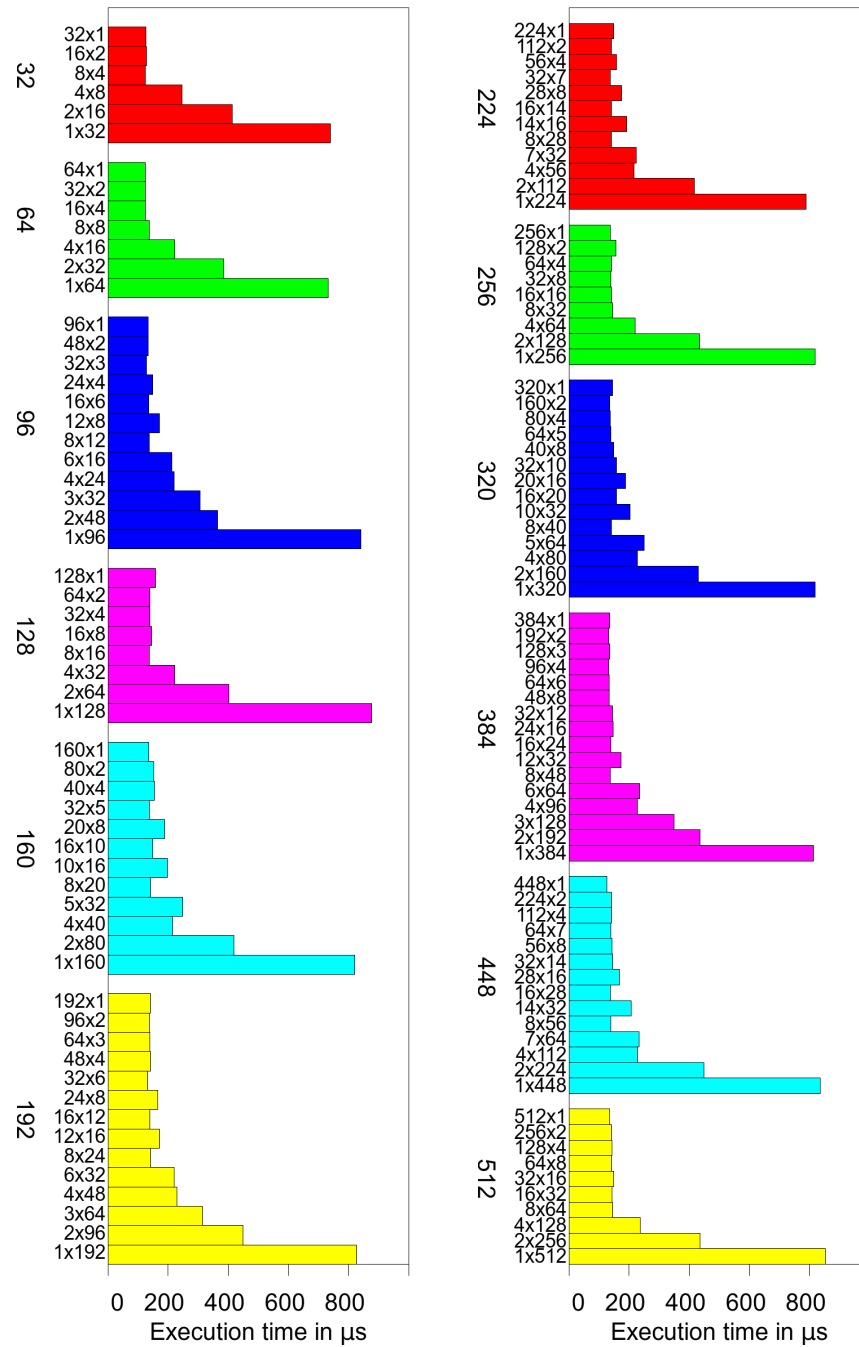 32
32x1
16x2
8x4
4x8
2x16
1x32
64
64x1
32x2
16x4
8x8
4x16
2x32
1x64
96
96x1
48x2
32x3
24x4
16x6
12x8
8x12
6x16
4x24
3x32
2x48
1x96
128
128x1
64x2
32x4
16x8
8x16
4x32
2x64
1x128
160
160x1
80x2
40x4
32x5
20x8
16x10
10x16
8x20
5x32
4x40
2x80
1x160
192
192x1
96x2
64x3
48x4
32x6
24x8
16x12
12x16
8x24
6x32
4x48
3x64
2x96
1x192
0 200 400 600 800
Execution time in µs
224
224x1
112x2
56x4
32x7
28x8
16x14
14x16
8x28
7x32
4x56
2x112
1x224
256
256x1
128x2
64x4
32x8
16x16
8x32
4x64
2x128
1x256
320
320x1
160x2
80x4
64x5
40x8
32x10
20x16
16x20
10x32
8x40
5x64
4x80
2x160
1x320
384
384x1
192x2
128x3
96x4
64x6
48x8
32x12
24x16
16x24
12x32
8x48
6x64
4x96
3x128
2x192
1x384
448
448x1
224x2
112x4
64x7
56x8
32x14
28x16
16x28
14x32
8x56
7x64
4x112
2x224
1x448
512
512x1
256x2
128x4
64x8
32x16
16x32
8x64
4x128
2x256
1x512
0 200 400 600 800
Execution time in µs